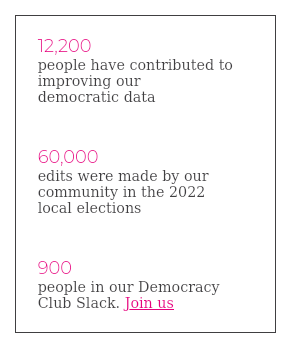 12,200
people have contributed to
improving our
democratic data
60,000
edits were made by our
community in the 2022
local elections
900
people in our Democracy
Club Slack. Join us